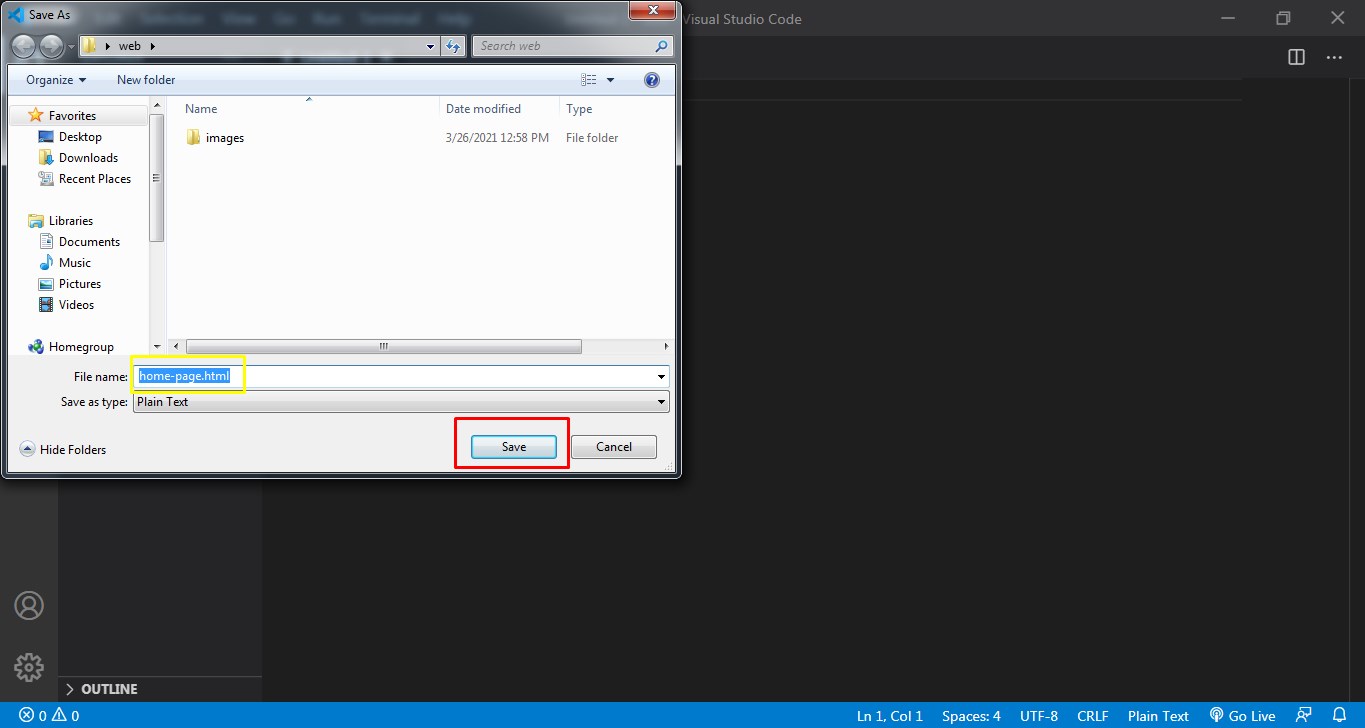 Save As
Visual Studio Code
web
Search web
Organize
New folder
Name
Date modified
Type
Favorites
Desktop
Downloads
Recent Places
Libraries
Documents
Music
Pictures
Videos
Homegroup
images
3/26/2021 12:58 PM
File folder
File name:
home-page.html
Save as type:
Plain Text
Hide Folders
Save
Cancel
OUTLINE
0
0
Ln 1, Col 1
Spaces: 4
UTF-8
CRLF
Plain Text
Go Live